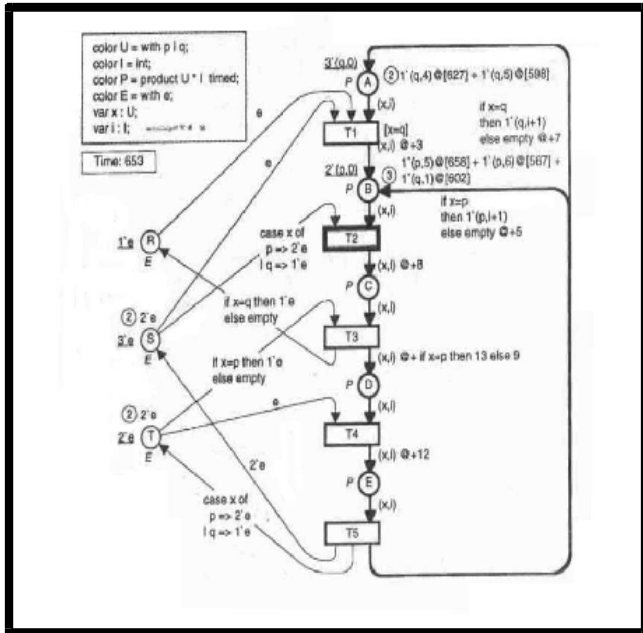 color U = with p | q;
color I = int;
color P = product U * I timed;
color E = with e;
var x : U;
var i : I;
Time: 653
3`(q,0)
P
A
2
1`(q,4)@[627] + 1`(q,5)@[598]
(x,i)
if x=q
then 1`(q,i+1)
else empty @+7
e
T1
[x=q]
(x,i) @+3
e
2`(p,0)
1`(p,5)@[658] + 1`(p,6)@[567] +
3
1`(q,1)@[602]
P
B
(x,i)
if x=p
then 1`(p,i+1)
else empty @+5
case x of
p => 2`e
| q => 1`e
T2
1`e
R
E
(x,i) @+8
P
C
if x=q then 1`e
else empty
(x,i)
2
2`e
3`e
S
E
T3
if x=p then 1`e
else empty
(x,i) @+ if x=p then 13 else 9
P
D
(x,i)
2
2`e
2`e
T
E
e
T4
(x,i) @+12
2`e
P
E
(x,i)
case x of
p => 2`e
| q => 1`e
T5